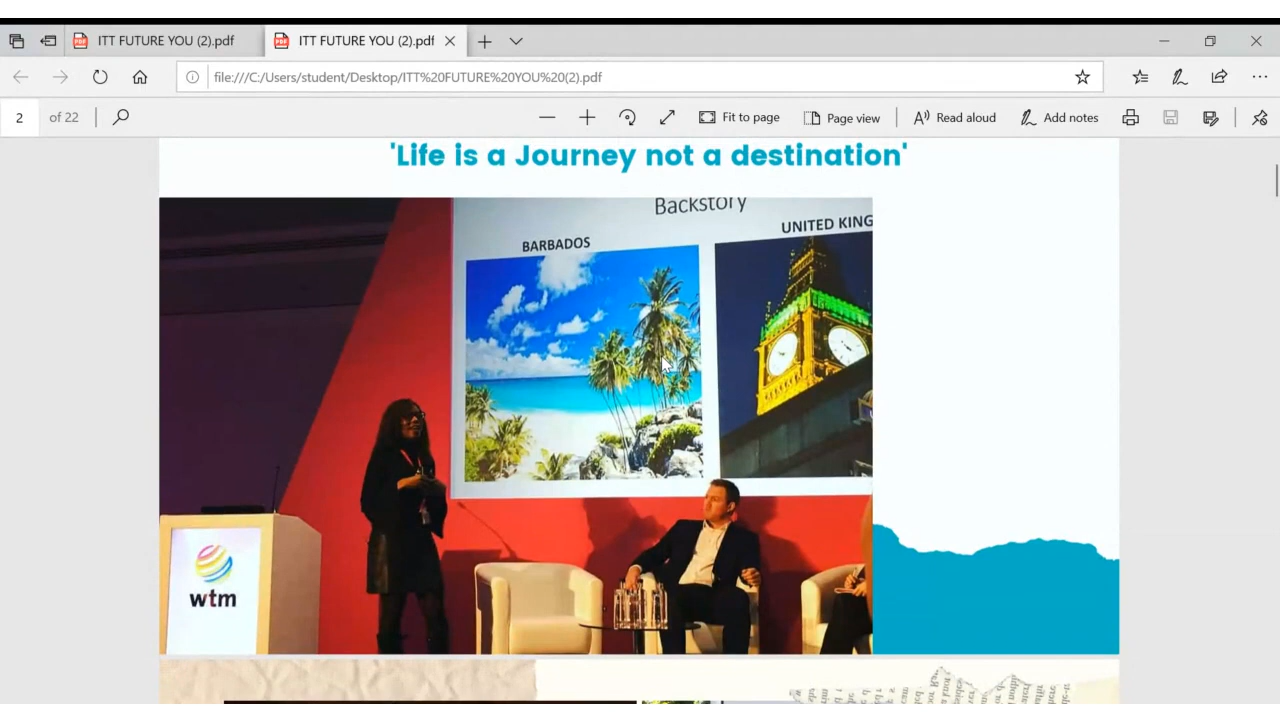 ITT FUTURE YOU (2).pdf
ITT FUTURE YOU (2).pdf
file:///C:/Users/student/Desktop/ITT%20FUTURE%20YOU%20(2).pdf
2 of 22
Fit to page
Page view
Read aloud
Add notes
'Life is a Journey not a destination'
Backstory
BARBADOS
UNITED KING
wtm